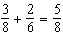 3/8 + 2/6 = 5/8